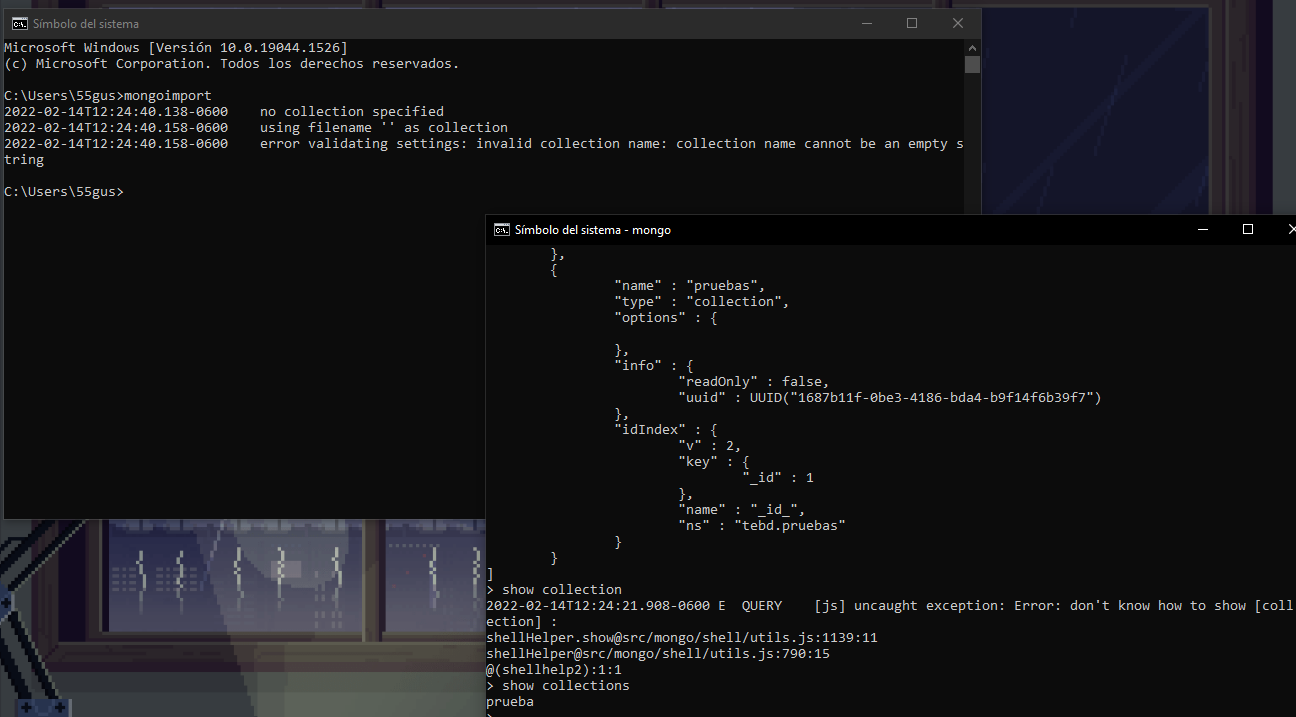 Símbolo del sistema
Microsoft Windows [Versión 10.0.19044.1526]
(c) Microsoft Corporation. Todos los derechos reservados.
C:\Users\55gus>mongoimport
2022-02-14T12:24:40.138-0600    no collection specified
2022-02-14T12:24:40.158-0600    using filename '' as collection
2022-02-14T12:24:40.158-0600    error validating settings: invalid collection name: collection name cannot be an empty s
tring
C:\Users\55gus>
Símbolo del sistema - mongo
},
{
"name" : "pruebas",
"type" : "collection",
"options" : {
},
"info" : {
"readOnly" : false,
"uuid" : UUID("1687b11f-0be3-4186-bda4-b9f14f6b39f7")
},
"idIndex" : {
"v" : 2,
"key" : {
"_id" : 1
},
"name" : "_id_",
"ns" : "tebd.pruebas"
}
}
]
> show collection
2022-02-14T12:24:21.908-0600 E  QUERY    [js] uncaught exception: Error: don't know how to show [coll
ection] :
shellHelper.show@src/mongo/shell/utils.js:1139:11
shellHelper@src/mongo/shell/utils.js:790:15
@(shellhelp2):1:1
> show collections
prueba
>